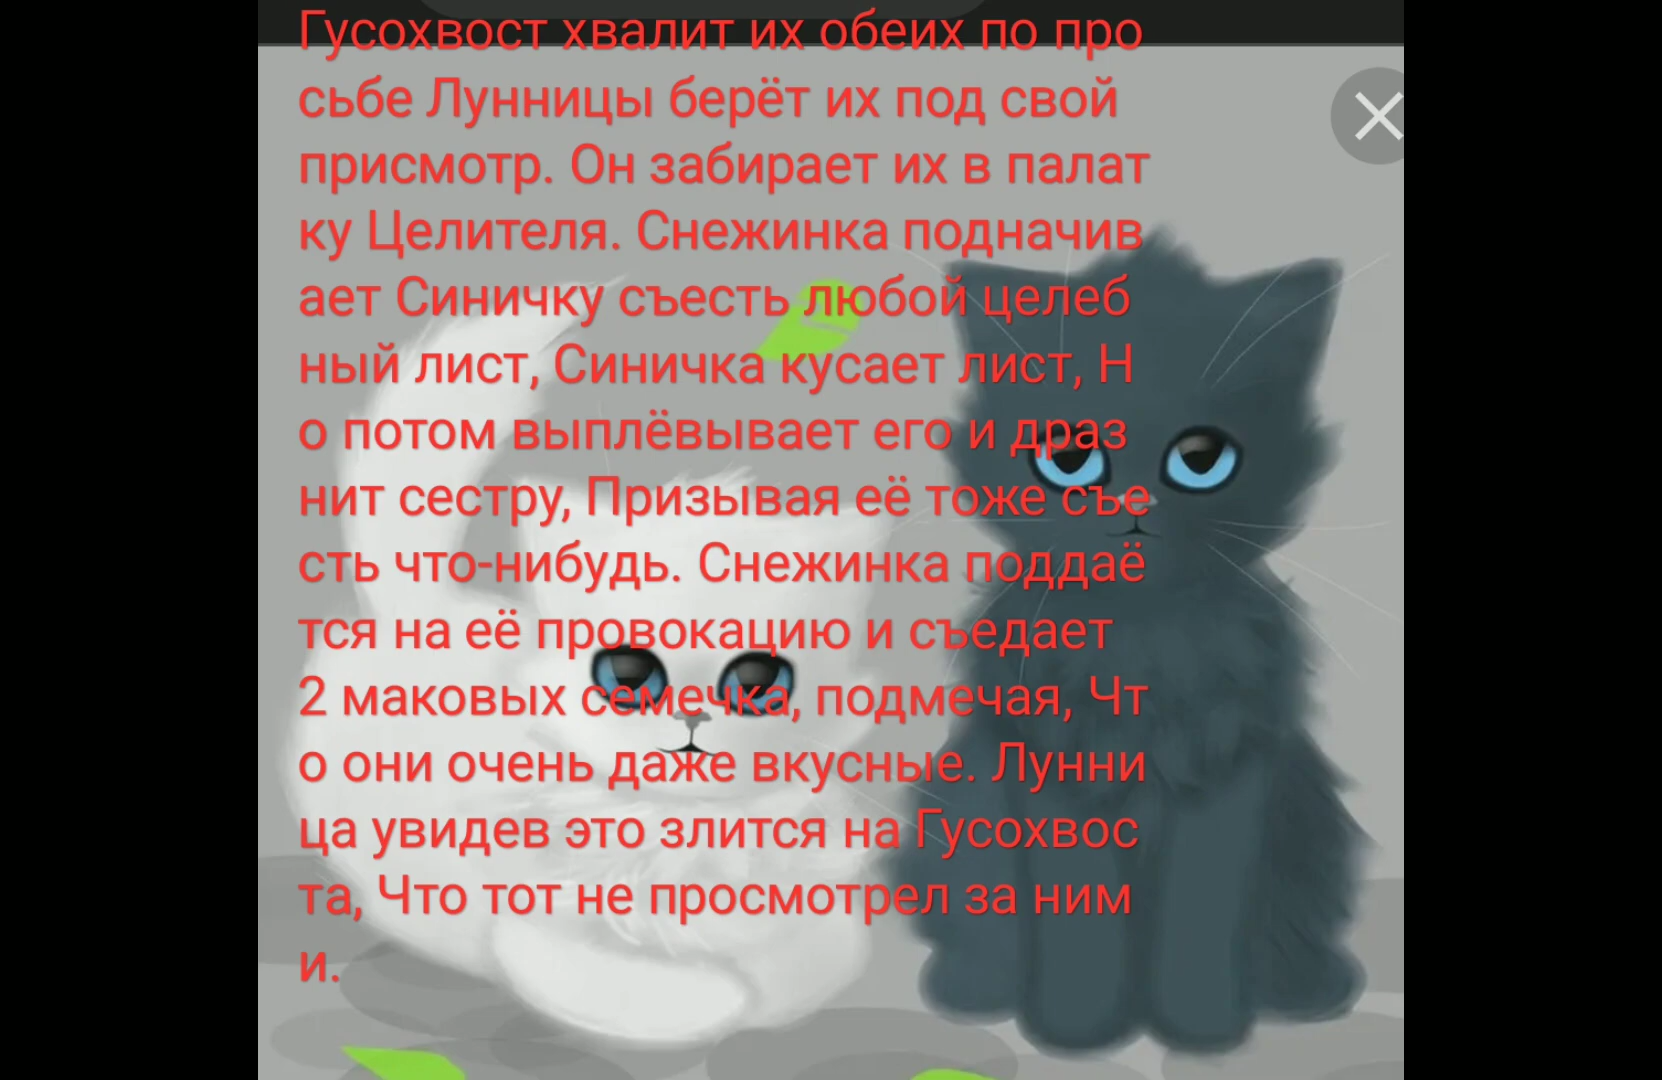 Гусохвост хвалит их обеих по про
сьбе Лунницы берёт их под свой
присмотр. Он забирает их в палат
ку Целителя. Снежинка подначив
ает Синичку съесть любой целеб
ный лист, Синичка кусает лист, Н
о потом выплёвывает его и драз
нит сестру, Призывая её тоже съе
сть что-нибудь. Снежинка поддаё
тся на её провокацию и съедает
2 маковых семечка, подмечая, Чт
о они очень даже вкусные. Лунни
ца увидев это злится на Гусохвос
та, Что тот не просмотрел за ним
и.